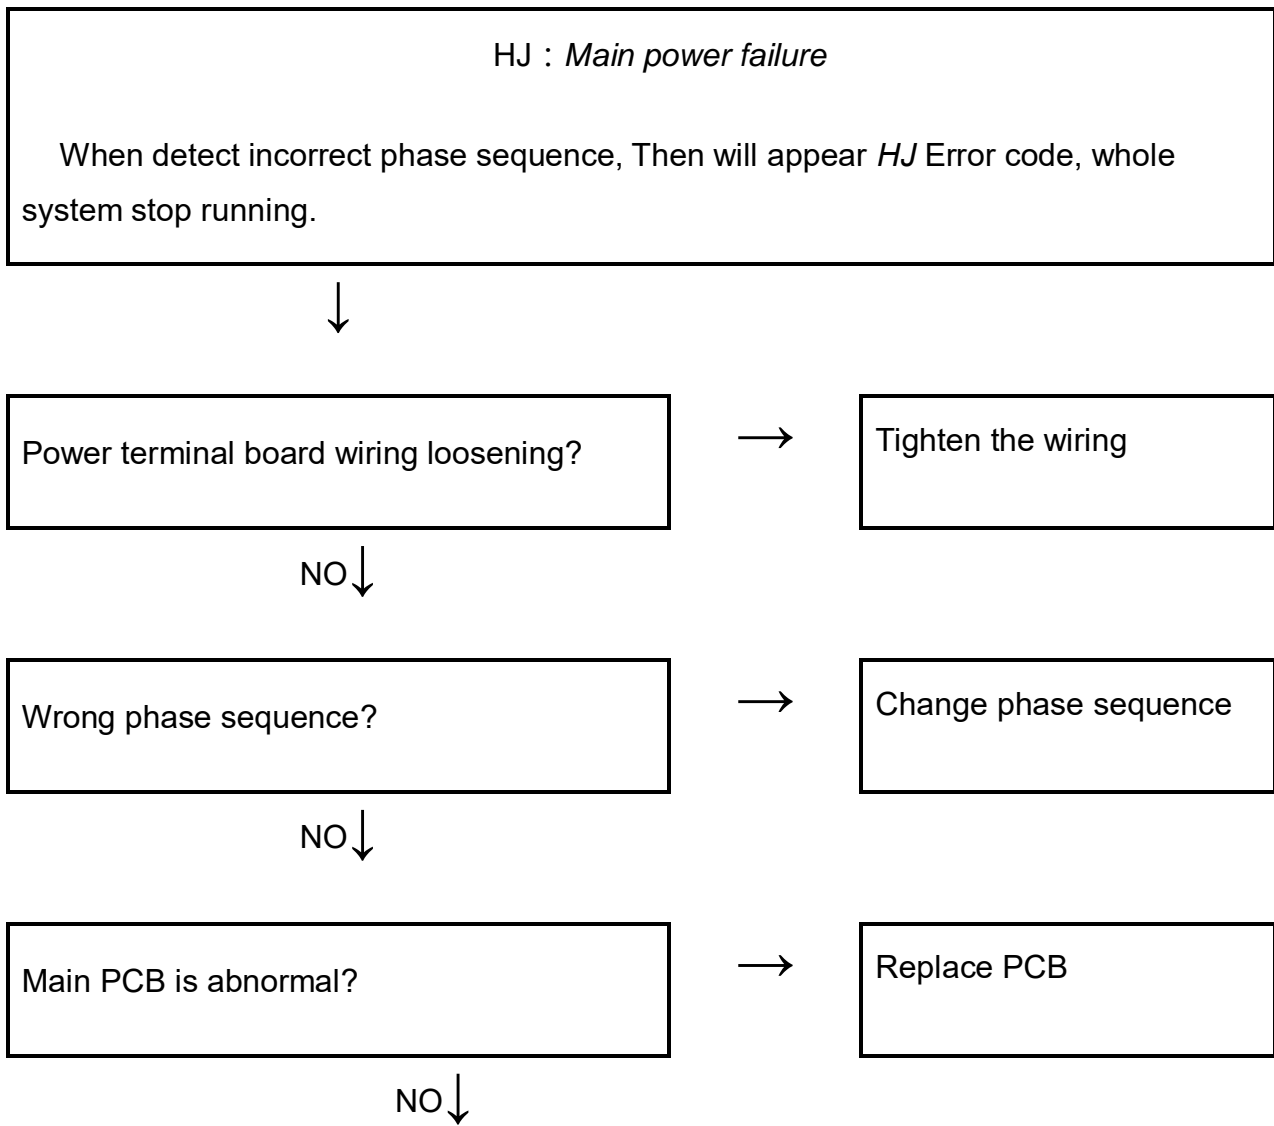 HJ：Main power failure
When detect incorrect phase sequence, Then will appear HJ Error code, whole
system stop running.
↓
Power terminal board wiring loosening?
→
Tighten the wiring
NO↓
Wrong phase sequence?
→
Change phase sequence
NO↓
Main PCB is abnormal?
→
Replace PCB
NO↓